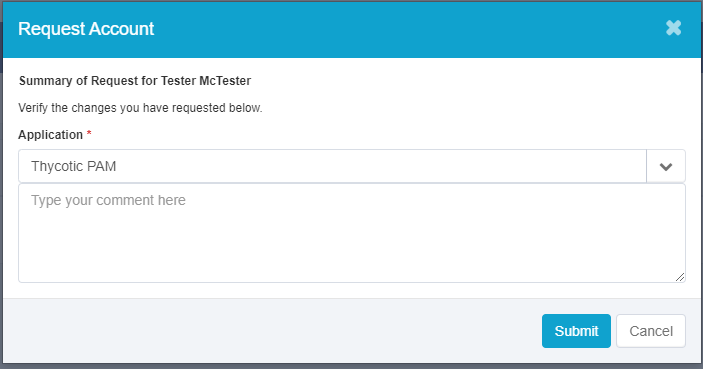 Request Account
Summary of Request for Tester McTester
Verify the changes you have requested below.
Application *
Thycotic PAM
Type your comment here
Submit Cancel